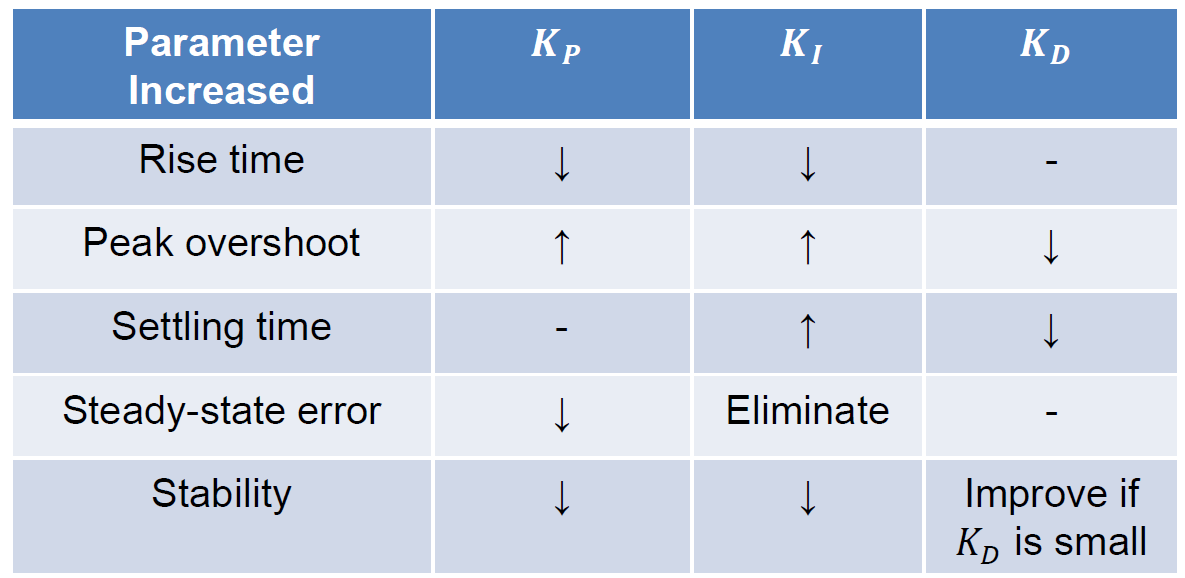 Parameter Increased K_P K_I K_D
Rise time ↓ ↓ -
Peak overshoot ↑ ↑ ↓
Settling time - ↑ ↓
Steady-state error ↓ Eliminate -
Stability ↓ ↓ Improve if K_D is small